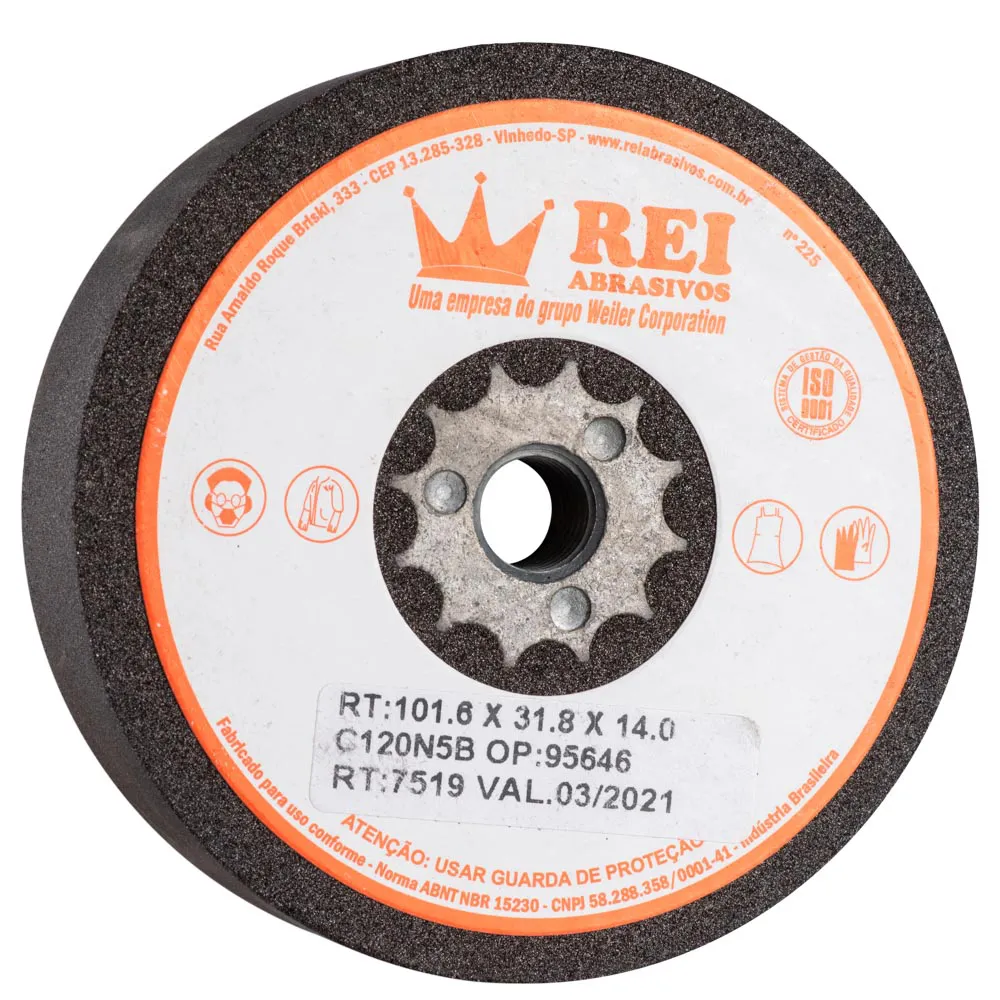 Rua Arnaldo Roque Briski, 333 - CEP 13.285-328 - Vinhedo-SP - www.reiabrasivos.com.br
nº 225
REI
ABRASIVOS
Uma empresa do grupo Weiler Corporation
SISTEMA DE GESTÃO DA QUALIDADE
ISO
9001
CERTIFICADO
RT:101.6 X 31.8 X 14.0
C120N5B OP:95646
RT:7519 VAL.03/2021
ATENÇÃO: USAR GUARDA DE PROTEÇÃO
Fabricado para uso conforme - Norma ABNT NBR 15230 - CNPJ 58.288.358/0001-41 - Indústria Brasileira